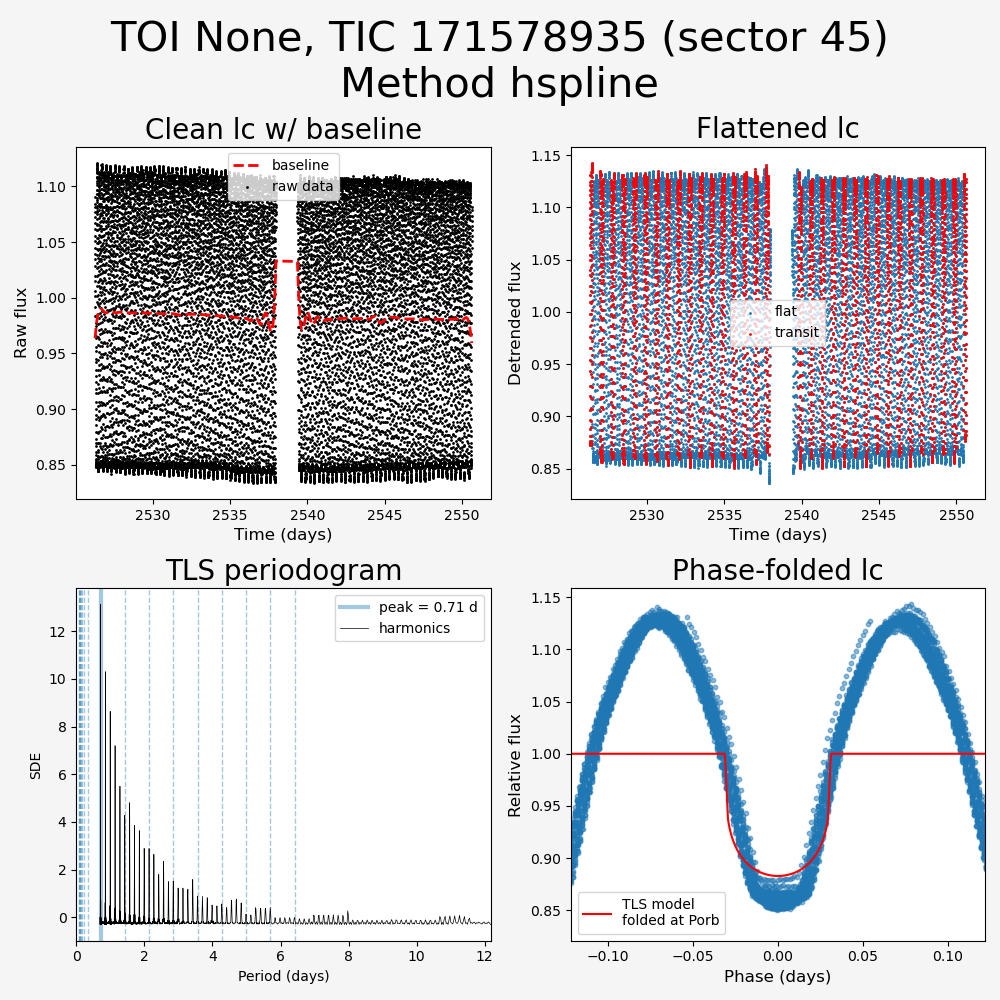 TOI None, TIC 171578935 (sector 45)
Method hspline
Clean lc w/ baseline
baseline
raw data
1.10
1.05
1.00
0.95
0.90
0.85
Raw flux
2530
2535
2540
2545
2550
Time (days)
Flattened lc
flat
transit
1.15
1.10
1.05
1.00
0.95
0.90
0.85
Detrended flux
2530
2535
2540
2545
2550
Time (days)
TLS periodogram
peak = 0.71 d
harmonics
12
10
8
6
4
2
0
SDE
0
2
4
6
8
10
12
Period (days)
Phase-folded lc
1.15
1.10
1.05
1.00
0.95
0.90
0.85
Relative flux
TLS model
folded at Porb
−0.10
−0.05
0.00
0.05
0.10
Phase (days)